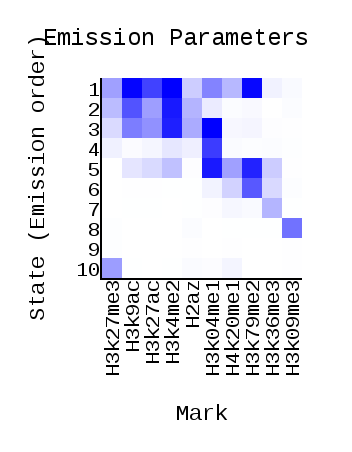 Emission Parameters
State (Emission order)
1
2
3
4
5
6
7
8
9
10
H3k27me3
H3k9ac
H3k27ac
H3k4me2
H2az
H3k04me1
H4k20me1
H3k79me2
H3k36me3
H3k09me3
Mark